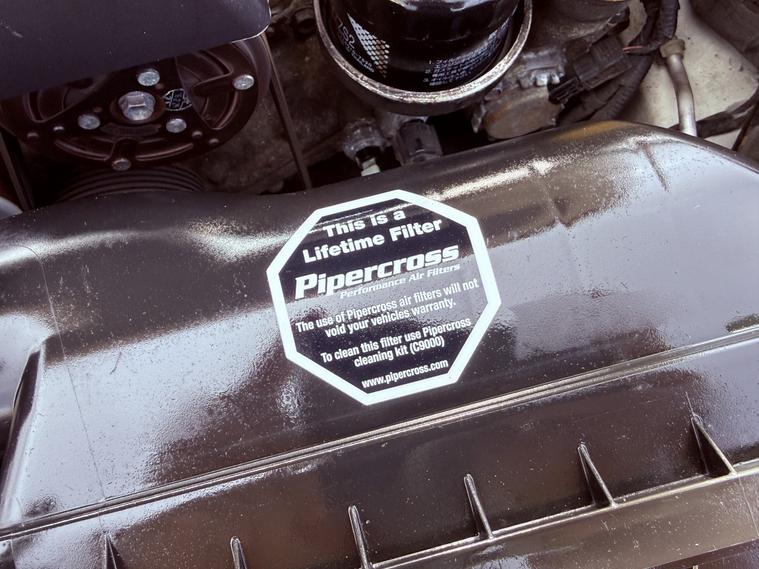 This is a
Lifetime Filter
Pipercross
Performance Air Filters
The use of Pipercross air filters will not
void your vehicles warranty.
To clean this filter use Pipercross
cleaning kit (C9000)
www.pipercross.com